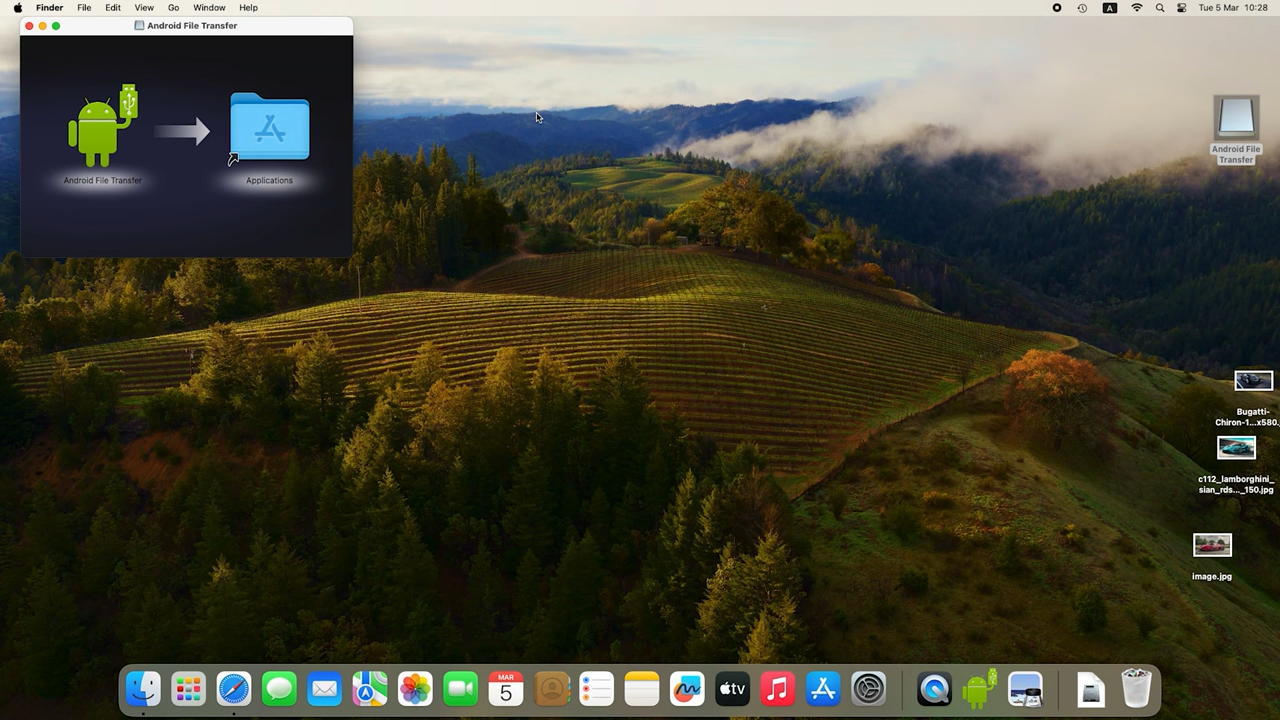 Finder File Edit View Go Window Help A Tue 5 Mar 10:28
Android File Transfer
Android File Transfer
Applications
Android File
Transfer
Bugatti-
Chiron-1...x580.
c112_lamborghini_
sian_rds..._150.jpg
image.jpg
MAR
5
tv